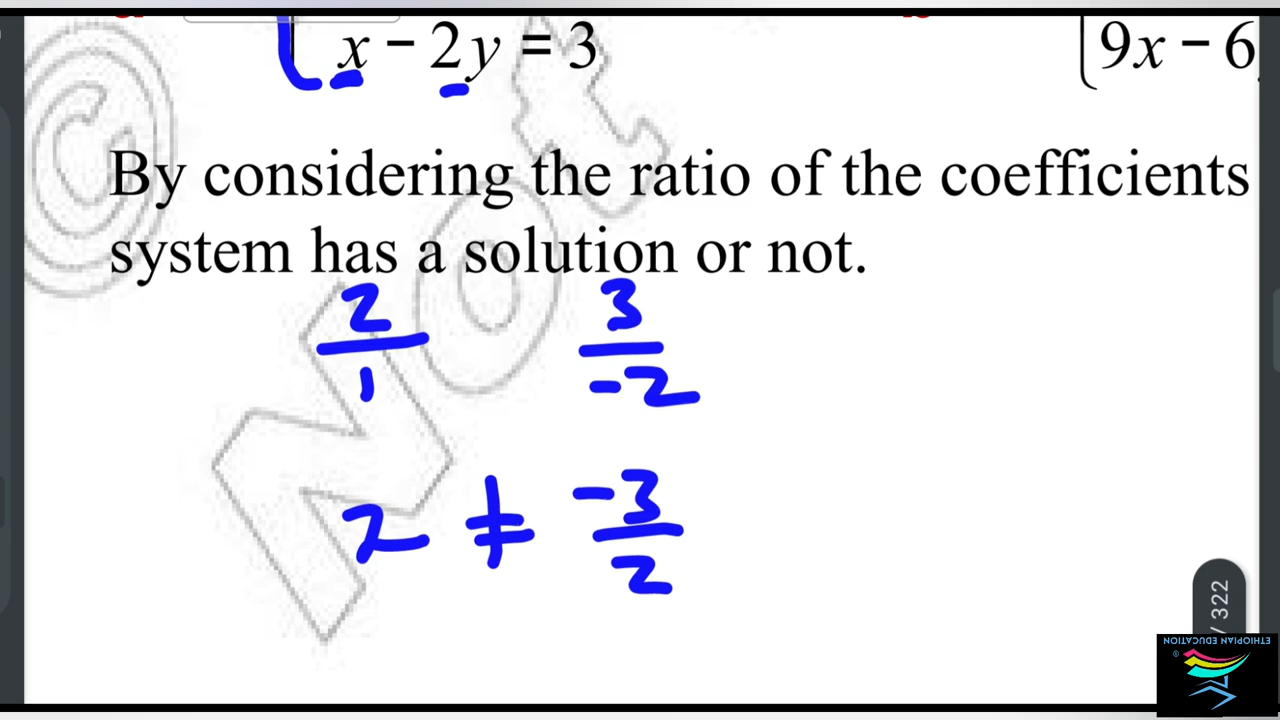 x − 2y = 3
9x − 6
By considering the ratio of the coefficients
system has a solution or not.
2/1 3/-2
2 ≠ -3/2
/ 322
ETHIOPIAN EDUCATION